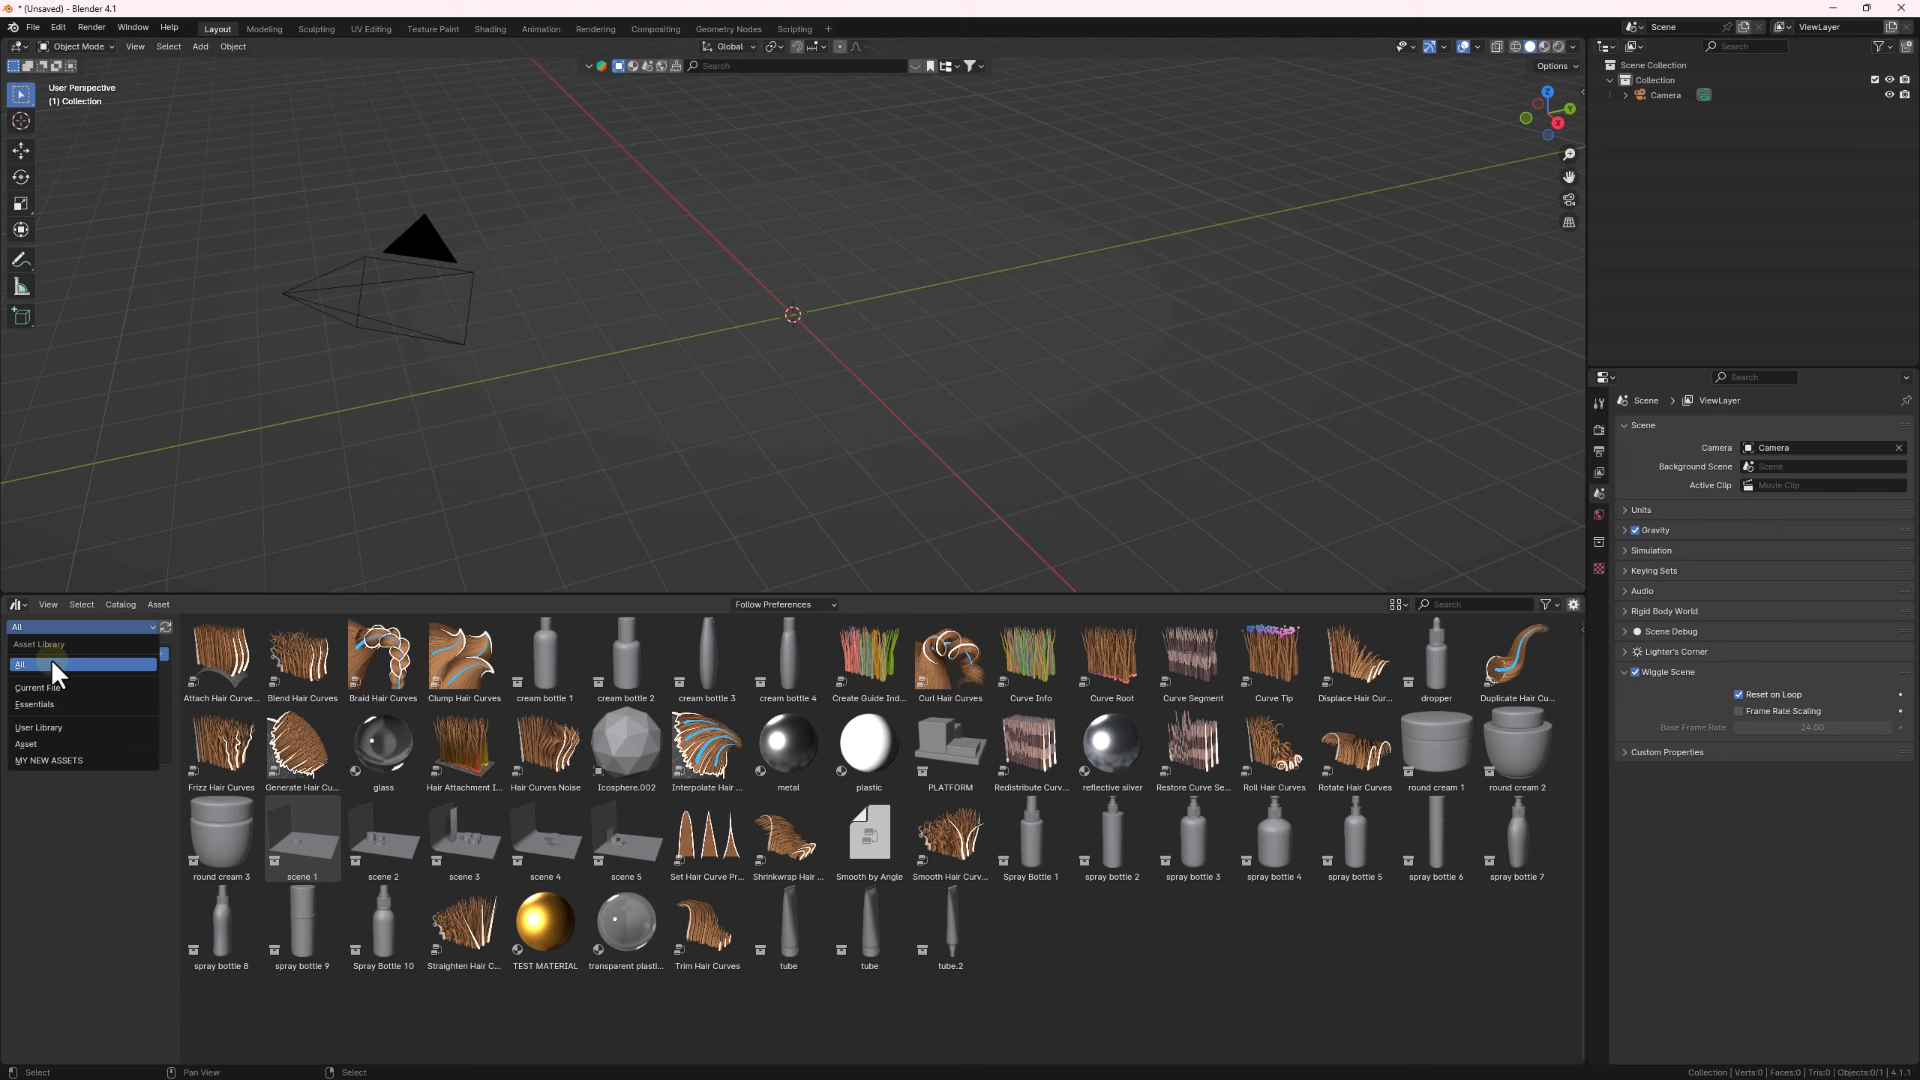 * (Unsaved) - Blender 4.1
File Edit Render Window Help Layout Modeling Sculpting UV Editing Texture Paint Shading Animation Rendering Compositing Geometry Nodes Scripting + Scene ViewLayer
Object Mode View Select Add Object Global Search
Search Options
User Perspective
(1) Collection
Z
Y
X
Scene Collection
Collection
Camera
Search
Scene > ViewLayer
Scene
Camera Camera
Background Scene Scene
Active Clip Movie Clip
Units
Gravity
Simulation
Keying Sets
Audio
Rigid Body World
Scene Debug
Lighter's Corner
Wiggle Scene
Reset on Loop
Frame Rate Scaling
Base Frame Rate 24.00
Custom Properties
View Select Catalog Asset Follow Preferences Search
All
Asset Library
All
Current File
Essentials
User Library
Asset
MY NEW ASSETS
Attach Hair Curve... Blend Hair Curves Braid Hair Curves Clump Hair Curves cream bottle 1 cream bottle 2 cream bottle 3 cream bottle 4 Create Guide Ind... Curl Hair Curves Curve Info Curve Root Curve Segment Curve Tip Displace Hair Cur... dropper Duplicate Hair Cu...
Frizz Hair Curves Generate Hair Cu... glass Hair Attachment I... Hair Curves Noise Icosphere.002 Interpolate Hair ... metal plastic PLATFORM Redistribute Curv... reflective silver Restore Curve Se... Roll Hair Curves Rotate Hair Curves round cream 1 round cream 2
round cream 3 scene 1 scene 2 scene 3 scene 4 scene 5 Set Hair Curve Pr... Shrinkwrap Hair ... Smooth by Angle Smooth Hair Curv... Spray Bottle 1 spray bottle 2 spray bottle 3 spray bottle 4 spray bottle 5 spray bottle 6 spray bottle 7
spray bottle 8 spray bottle 9 Spray Bottle 10 Straighten Hair C... TEST MATERIAL transparent plasti... Trim Hair Curves tube tube tube.2
Select Pan View Select Collection | Verts:0 | Faces:0 | Tris:0 | Objects:0/1 | 4.1.1